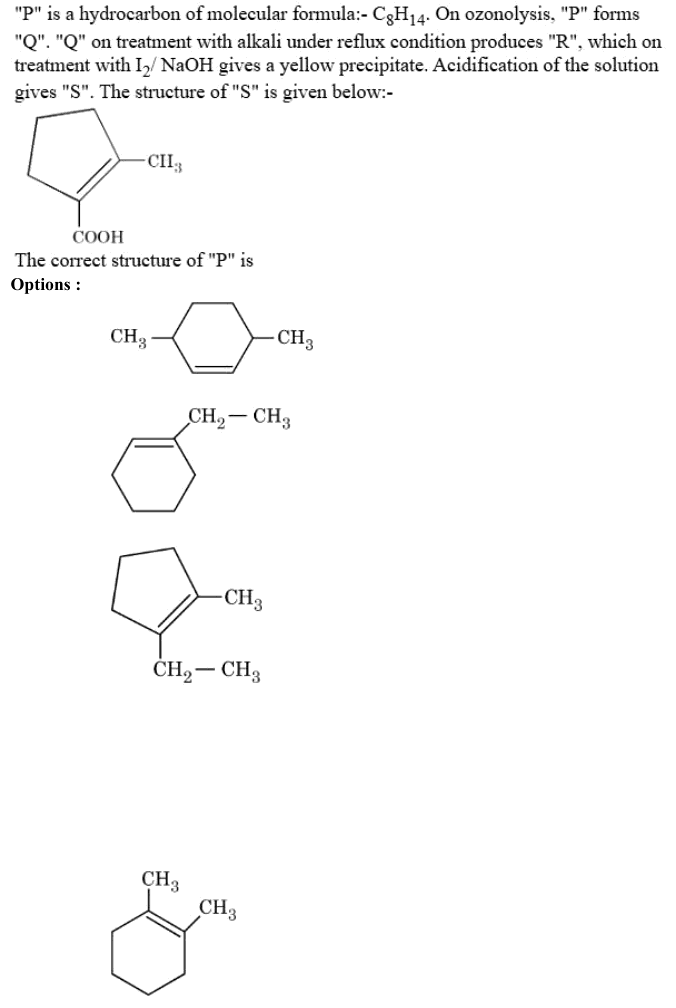 "P" is a hydrocarbon of molecular formula:- C₈H₁₄. On ozonolysis, "P" forms
"Q". "Q" on treatment with alkali under reflux condition produces "R", which on
treatment with I₂/ NaOH gives a yellow precipitate. Acidification of the solution
gives "S". The structure of "S" is given below:-
CH₃
COOH
The correct structure of "P" is
Options :
CH₃ CH₃
CH₂ — CH₃
CH₃
CH₂ — CH₃
CH₃
CH₃